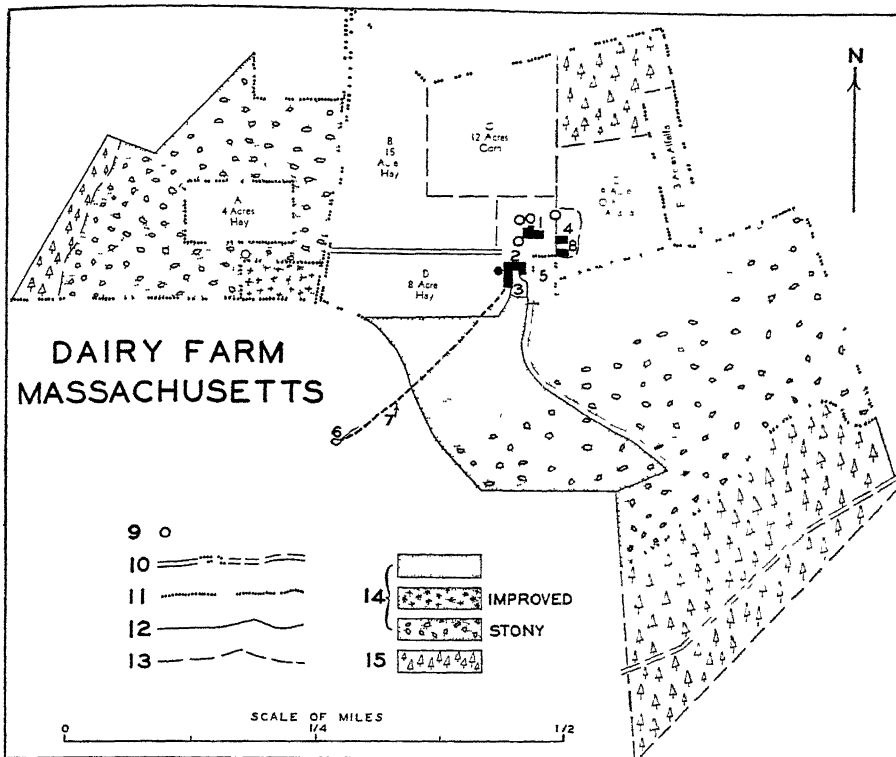 N
C
12 Acres
Corn
B
15
Hay
F 3 Acres Alfalfa
A
4 Acres
Hay
1
4
8
2
5
3
D
8 Acre
Hay
DAIRY FARM
MASSACHUSETTS
6
7
9
10
11
12
13
14
IMPROVED
STONY
15
SCALE OF MILES
0
1/4
1/2